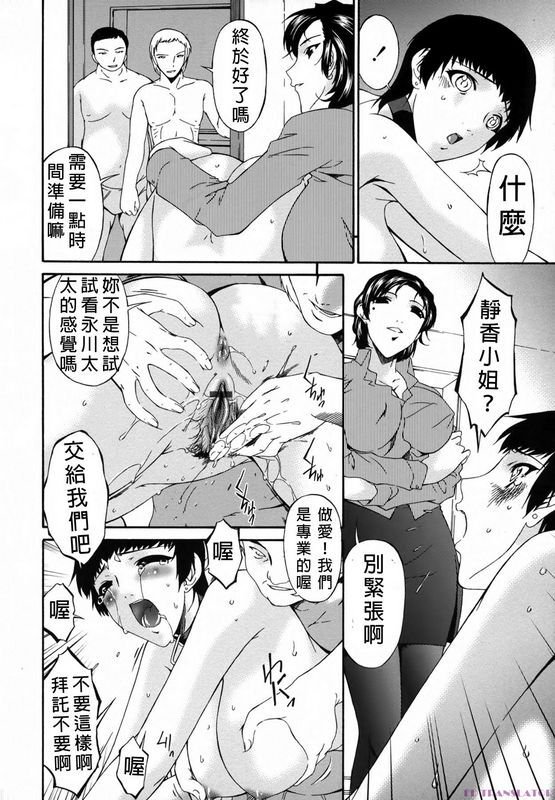 ！
什麼
終於好了嗎
需要一點時
間準備嘛
靜香小姐？
別緊張啊
妳不是想試
試看永川太
太的感覺嗎
交給我們吧
做愛！我們
是專業的喔
喔
喔
不要這樣啊
拜託不要啊
喔
ED TRANSLATOR